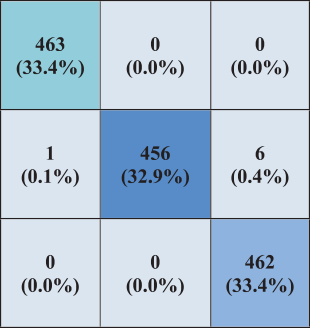 463 0 0
(33.4%) (0.0%) (0.0%)
1 456 6
(0.1%) (32.9%) (0.4%)
0 0 462
(0.0%) (0.0%) (33.4%)